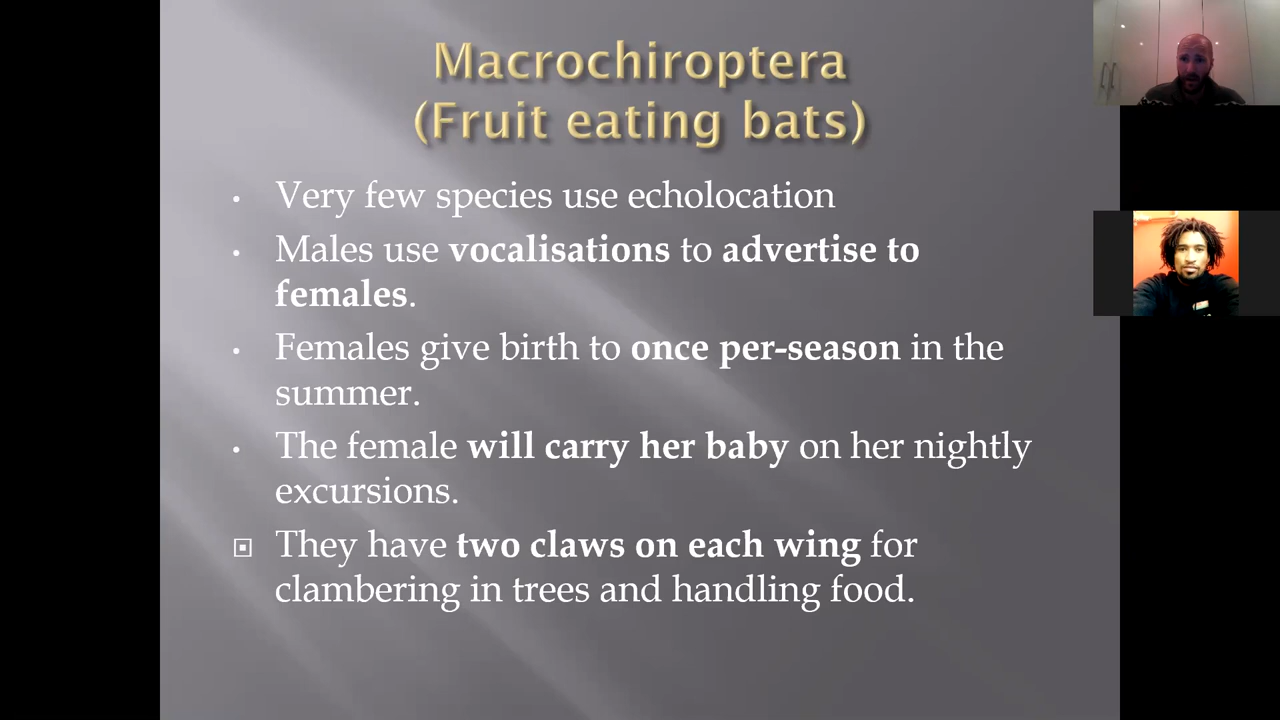 Macrochiroptera
(Fruit eating bats)
• Very few species use echolocation
• Males use vocalisations to advertise to
females.
• Females give birth to once per-season in the
summer.
• The female will carry her baby on her nightly
excursions.
▣ They have two claws on each wing for
clambering in trees and handling food.